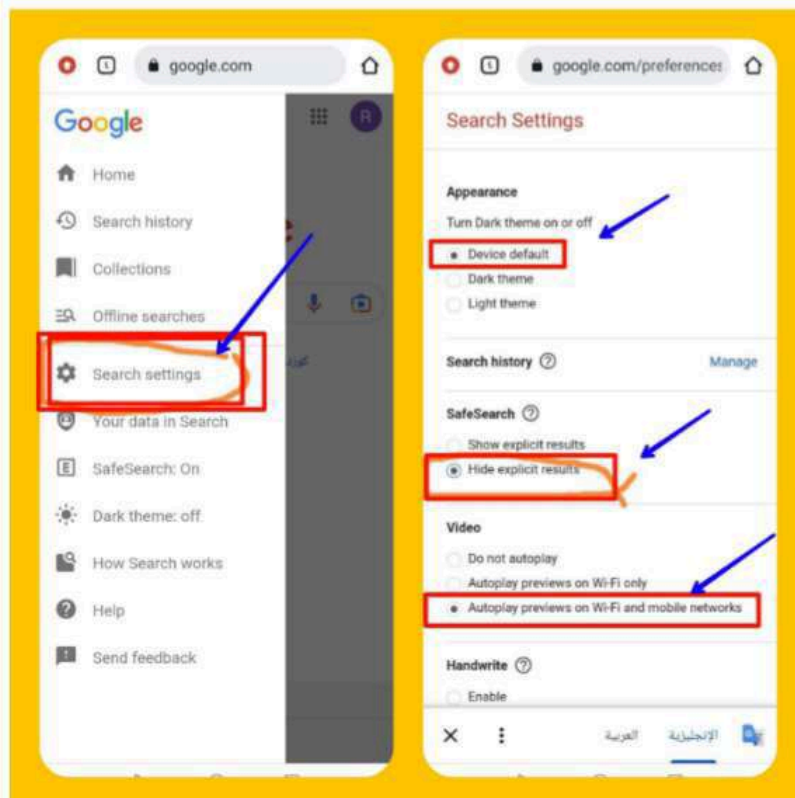 google.com
Google
R
Home
Search history
Collections
Offline searches
Search settings
Your data in Search
SafeSearch: On
Dark theme: off
How Search works
Help
Send feedback
google.com/preferences
Search Settings
Appearance
Turn Dark theme on or off
Device default
Dark theme
Light theme
Search history
Manage
SafeSearch
Show explicit results
Hide explicit results
Video
Do not autoplay
Autoplay previews on Wi-Fi only
Autoplay previews on Wi-Fi and mobile networks
Handwrite
Enable
الإنجليزية
العربية